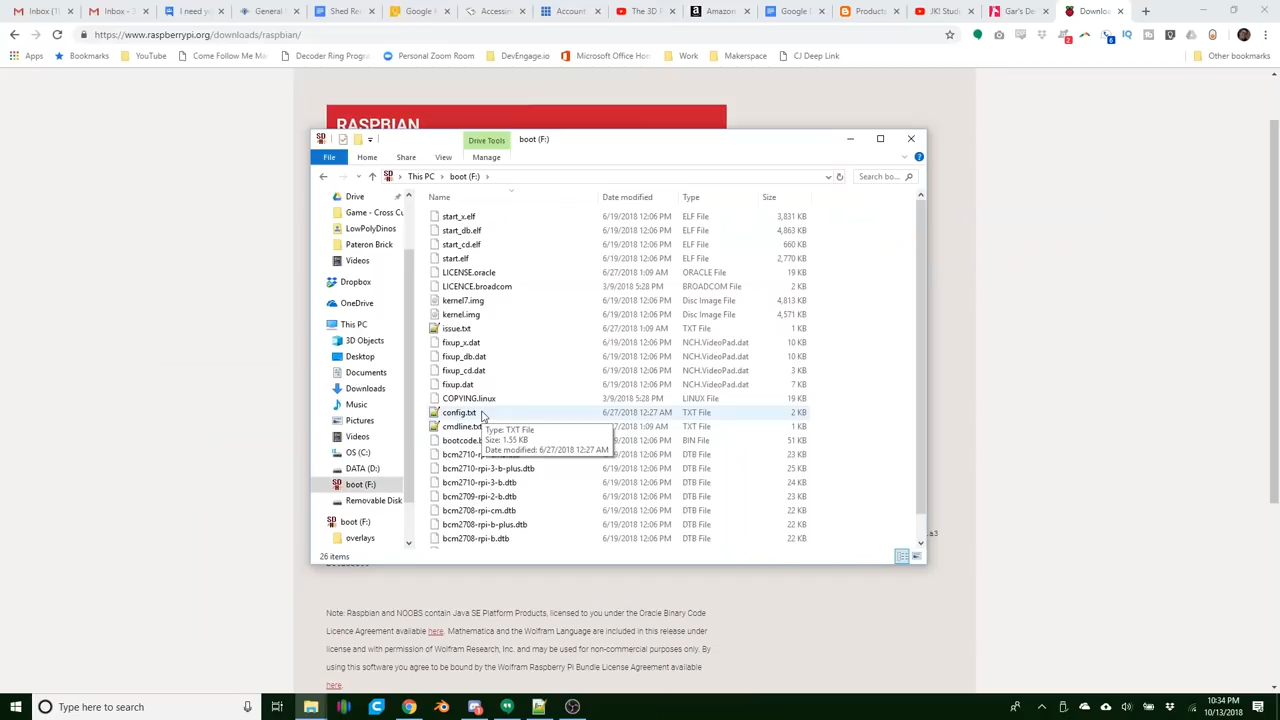 Inbox (1)
Inbox - 3
I need yo
General
Shed Re
Google
Accessin
Account
The 3D
Amazon
Google
Products
JK! Stud
Gar's De
Downlo
https://www.raspberrypi.org/downloads/raspbian/
Apps
Bookmarks
YouTube
Come Follow Me Ma
Decoder Ring Progra
Personal Zoom Room
DevEngage.io
Microsoft Office Hom
Work
Makerspace
CJ Deep Link
Other bookmarks
RASPBIAN
Drive Tools
boot (F:)
File
Home
Share
View
Manage
This PC
boot (F:)
Search bo...
Name
Date modified
Type
Size
Drive
Game - Cross Cu
LowPolyDinos
Pateron Brick
Videos
Dropbox
OneDrive
This PC
3D Objects
Desktop
Documents
Downloads
Music
Pictures
Videos
OS (C:)
DATA (D:)
boot (F:)
Removable Disk
boot (F:)
overlays
start_x.elf 6/19/2018 12:06 PM ELF File 3,831 KB
start_db.elf 6/19/2018 12:06 PM ELF File 4,863 KB
start_cd.elf 6/19/2018 12:06 PM ELF File 660 KB
start.elf 6/19/2018 12:06 PM ELF File 2,770 KB
LICENSE.oracle 6/27/2018 1:09 AM ORACLE File 19 KB
LICENCE.broadcom 3/9/2018 5:28 PM BROADCOM File 2 KB
kernel7.img 6/19/2018 12:06 PM Disc Image File 4,813 KB
kernel.img 6/19/2018 12:06 PM Disc Image File 4,571 KB
issue.txt 6/27/2018 1:09 AM TXT File 1 KB
fixup_x.dat 6/19/2018 12:06 PM NCH.VideoPad.dat 10 KB
fixup_db.dat 6/19/2018 12:06 PM NCH.VideoPad.dat 10 KB
fixup_cd.dat 6/19/2018 12:06 PM NCH.VideoPad.dat 3 KB
fixup.dat 6/19/2018 12:06 PM NCH.VideoPad.dat 7 KB
COPYING.linux 3/9/2018 5:28 PM LINUX File 19 KB
config.txt 6/27/2018 12:27 AM TXT File 2 KB
cmdline.txt 1:09 AM TXT File 1 KB
bootcode.b 12:06 PM BIN File 51 KB
12:06 PM DTB File 23 KB
bcm2710-rpi-3-b-plus.dtb 6/19/2018 12:06 PM DTB File 25 KB
bcm2710-rpi-3-b.dtb 6/19/2018 12:06 PM DTB File 24 KB
bcm2709-rpi-2-b.dtb 6/19/2018 12:06 PM DTB File 23 KB
bcm2708-rpi-cm.dtb 6/19/2018 12:06 PM DTB File 22 KB
bcm2708-rpi-b-plus.dtb 6/19/2018 12:06 PM DTB File 22 KB
bcm2708-rpi-b.dtb 6/19/2018 12:06 PM DTB File 22 KB
Type: TXT File
Size: 1.55 KB
Date modified: 6/27/2018 12:27 AM
26 items
Note: Raspbian and NOOBS contain Java SE Platform Products, licensed to you under the Oracle Binary Code
Licence Agreement available here. Mathematica and the Wolfram Language are included in this release under
license and with permission of Wolfram Research, Inc. and may be used for non-commercial purposes only. By
using this software you agree to be bound by the Wolfram Raspberry Pi Bundle License Agreement available
here.
Type here to search
10:34 PM
10/13/2018